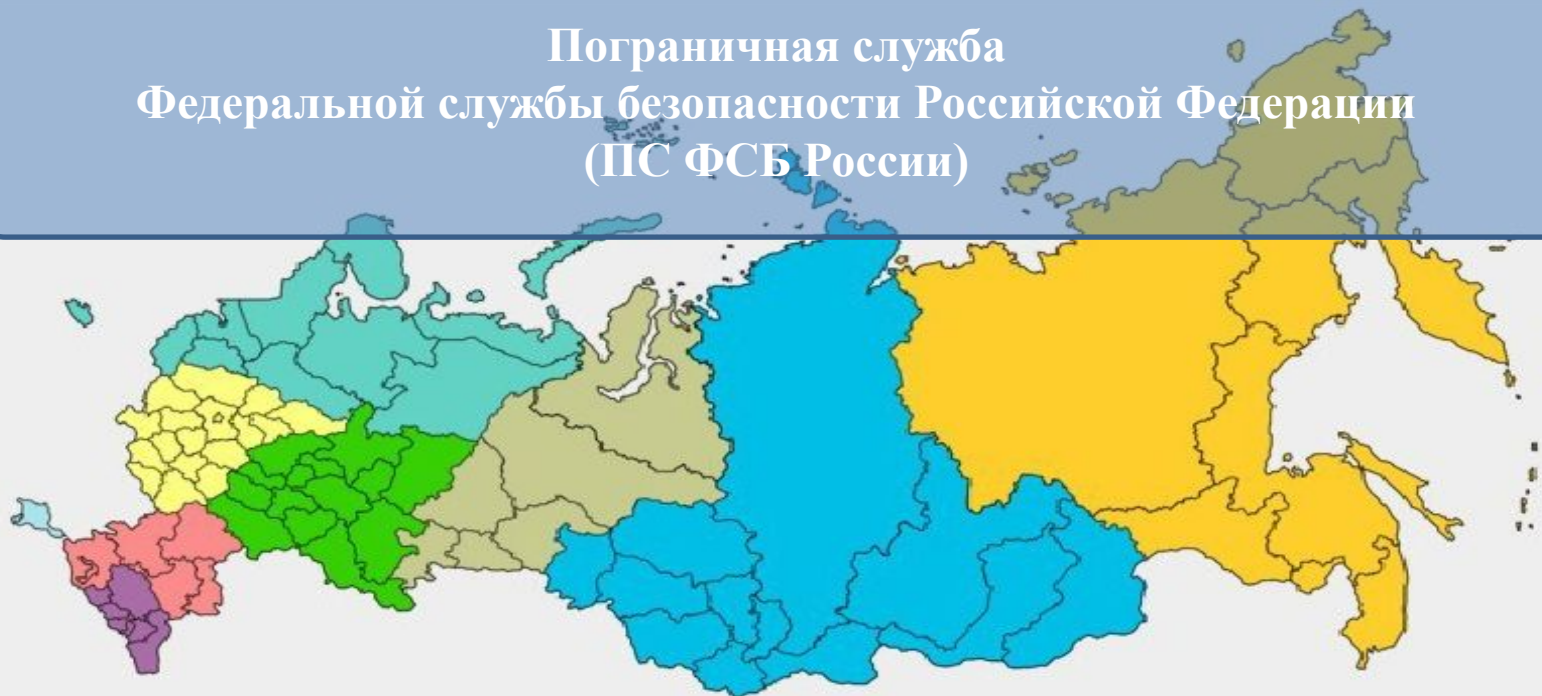 Пограничная служба
Федеральной службы безопасности Российской Федерации
(ПС ФСБ России)